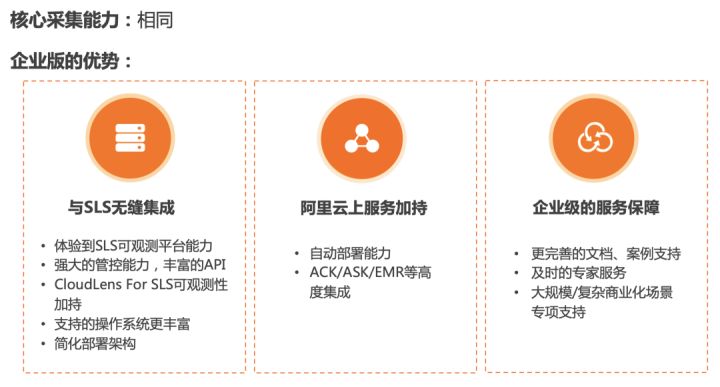 核心采集能力：相同
企业版的优势：
与SLS无缝集成
• 体验到SLS可观测平台能力
• 强大的管控能力，丰富的API
• CloudLens For SLS可观测性
加持
• 支持的操作系统更丰富
• 简化部署架构
阿里云上服务加持
• 自动部署能力
• ACK/ASK/EMR等高
度集成
企业级的服务保障
• 更完善的文档、案例支持
• 及时的专家服务
• 大规模/复杂商业化场景
专项支持